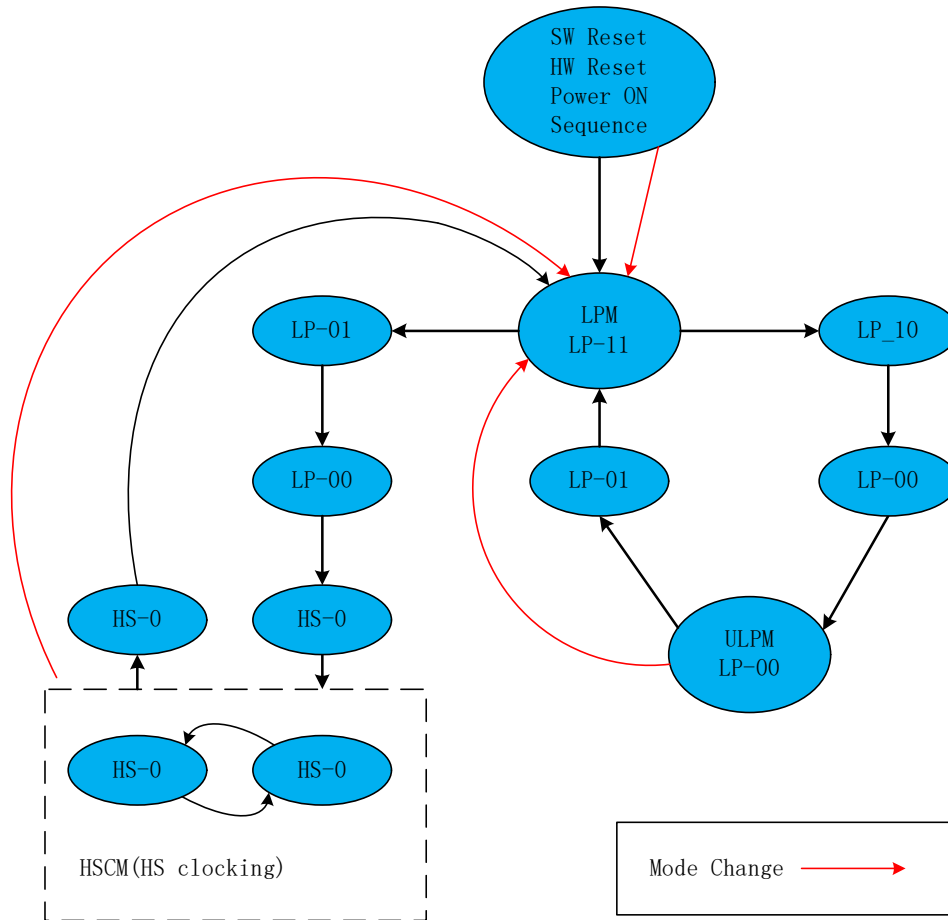 SW Reset
HW Reset
Power ON
Sequence
LPM
LP-11
LP-01
LP_10
LP-00
LP-01
LP-00
HS-0
HS-0
ULPM
LP-00
HS-0
HS-0
HSCM(HS clocking)
Mode Change